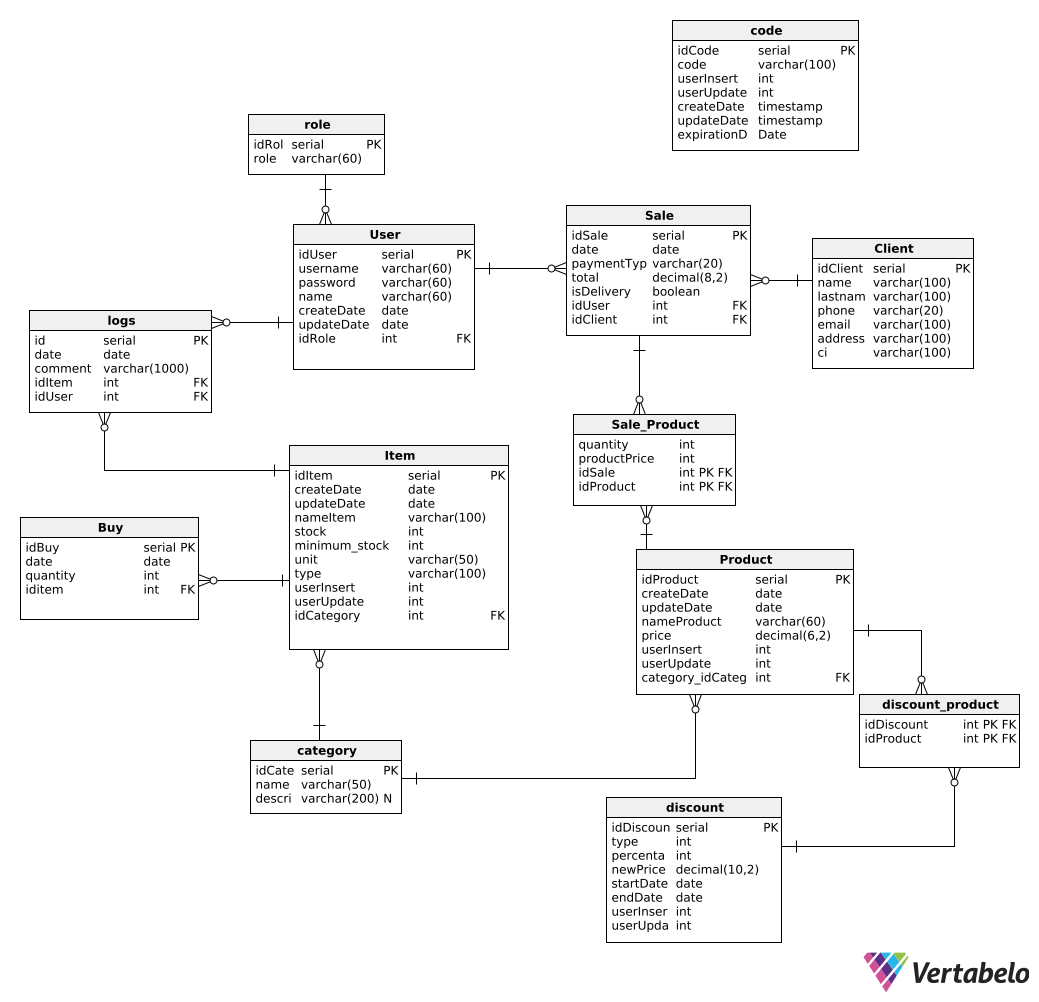 code
idCode serial PK
code varchar(100)
userInsert int
userUpdate int
createDate timestamp
updateDate timestamp
expirationD Date
role
idRol serial PK
role varchar(60)
User
idUser serial PK
username varchar(60)
password varchar(60)
name varchar(60)
createDate date
updateDate date
idRole int FK
Sale
idSale serial PK
date date
paymentTyp varchar(20)
total decimal(8,2)
isDelivery boolean
idUser int FK
idClient int FK
Client
idClient serial PK
name varchar(100)
lastnam varchar(100)
phone varchar(20)
email varchar(100)
address varchar(100)
ci varchar(100)
logs
id serial PK
date date
comment varchar(1000)
idItem int FK
idUser int FK
Sale_Product
quantity int
productPrice int
idSale int PK FK
idProduct int PK FK
Item
idItem serial PK
createDate date
updateDate date
nameItem varchar(100)
stock int
minimum_stock int
unit varchar(50)
type varchar(100)
userInsert int
userUpdate int
idCategory int FK
Buy
idBuy serial PK
date date
quantity int
iditem int FK
Product
idProduct serial PK
createDate date
updateDate date
nameProduct varchar(60)
price decimal(6,2)
userInsert int
userUpdate int
category_idCateg int FK
discount_product
idDiscount int PK FK
idProduct int PK FK
category
idCate serial PK
name varchar(50)
descri varchar(200) N
discount
idDiscoun serial PK
type int
percenta int
newPrice decimal(10,2)
startDate date
endDate date
userInser int
userUpda int
Vertabelo